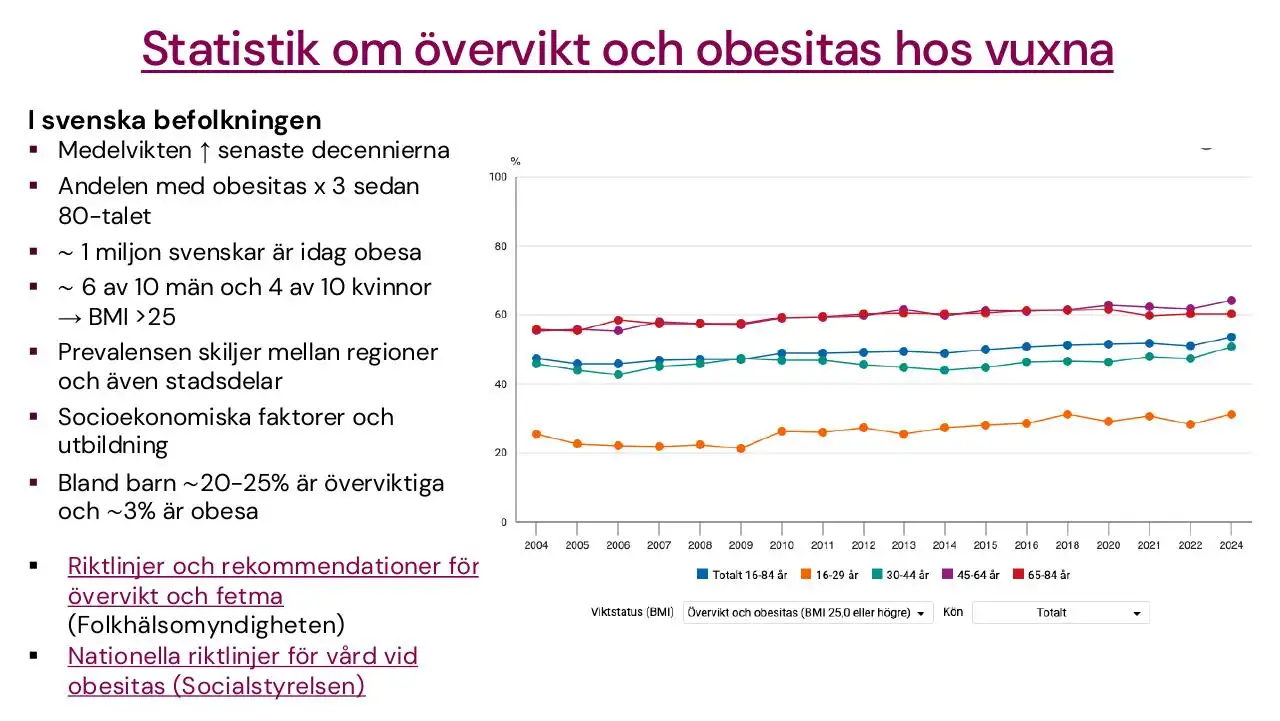 Statistik om övervikt och obesitas hos vuxna
I svenska befolkningen
▪ Medelvikten ↑ senaste decennierna
▪ Andelen med obesitas x 3 sedan
80-talet
▪ ~ 1 miljon svenskar är idag obesa
▪ ~ 6 av 10 män och 4 av 10 kvinnor
→ BMI >25
▪ Prevalensen skiljer mellan regioner
och även stadsdelar
▪ Socioekonomiska faktorer och
utbildning
▪ Bland barn ~20-25% är överviktiga
och ~3% är obesa
▪ Riktlinjer och rekommendationer för
övervikt och fetma
(Folkhälsomyndigheten)
▪ Nationella riktlinjer för vård vid
obesitas (Socialstyrelsen)
%
100
80
60
40
20
0
2004 2005 2006 2007 2008 2009 2010 2011 2012 2013 2014 2015 2016 2018 2020 2021 2022 2024
Totalt 16-84 år 16-29 år 30-44 år 45-64 år 65-84 år
Viktstatus (BMI) Övervikt och obesitas (BMI 25,0 eller högre) Kön Totalt